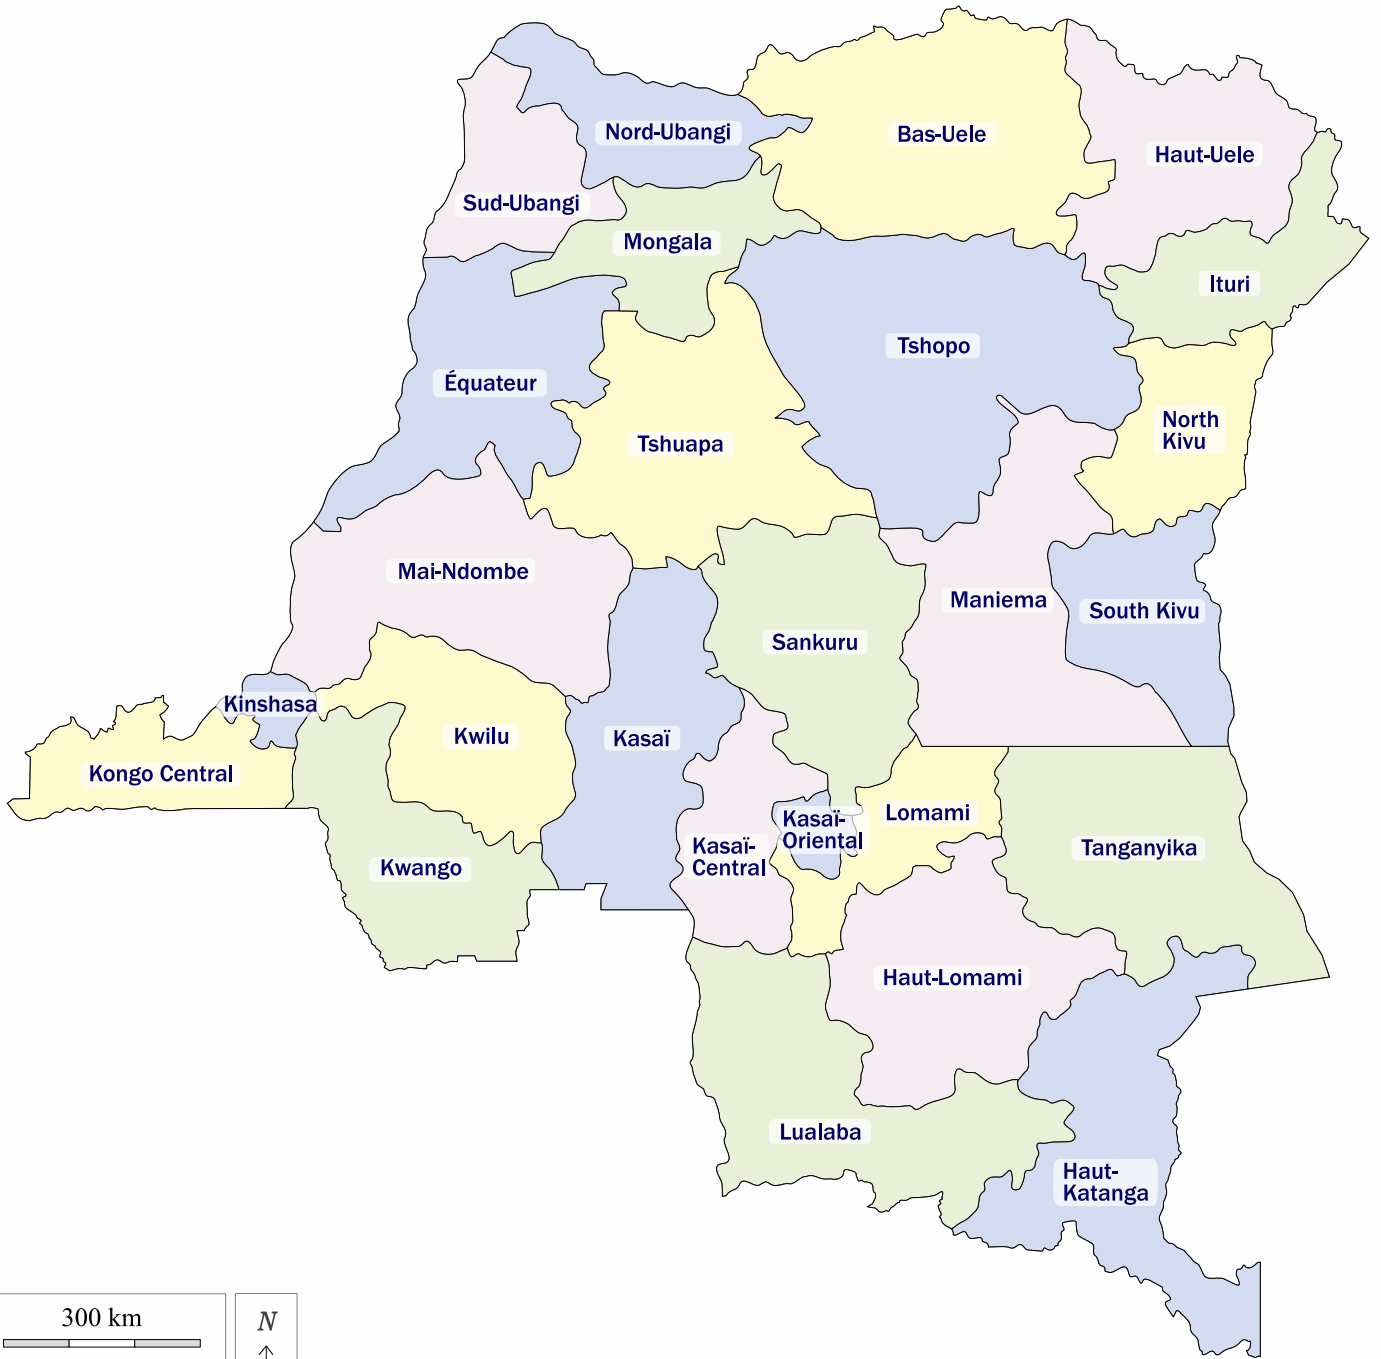 Nord-Ubangi
Bas-Uele
Haut-Uele
Sud-Ubangi
Mongala
Ituri
Tshopo
Équateur
North
Kivu
Tshuapa
Mai-Ndombe
Maniema
South Kivu
Sankuru
Kinshasa
Kwilu
Kasaï
Kongo Central
Lomami
Kasaï-
Oriental
Kasaï-
Central
Tanganyika
Kwango
Haut-Lomami
Lualaba
Haut-
Katanga
300 km
N